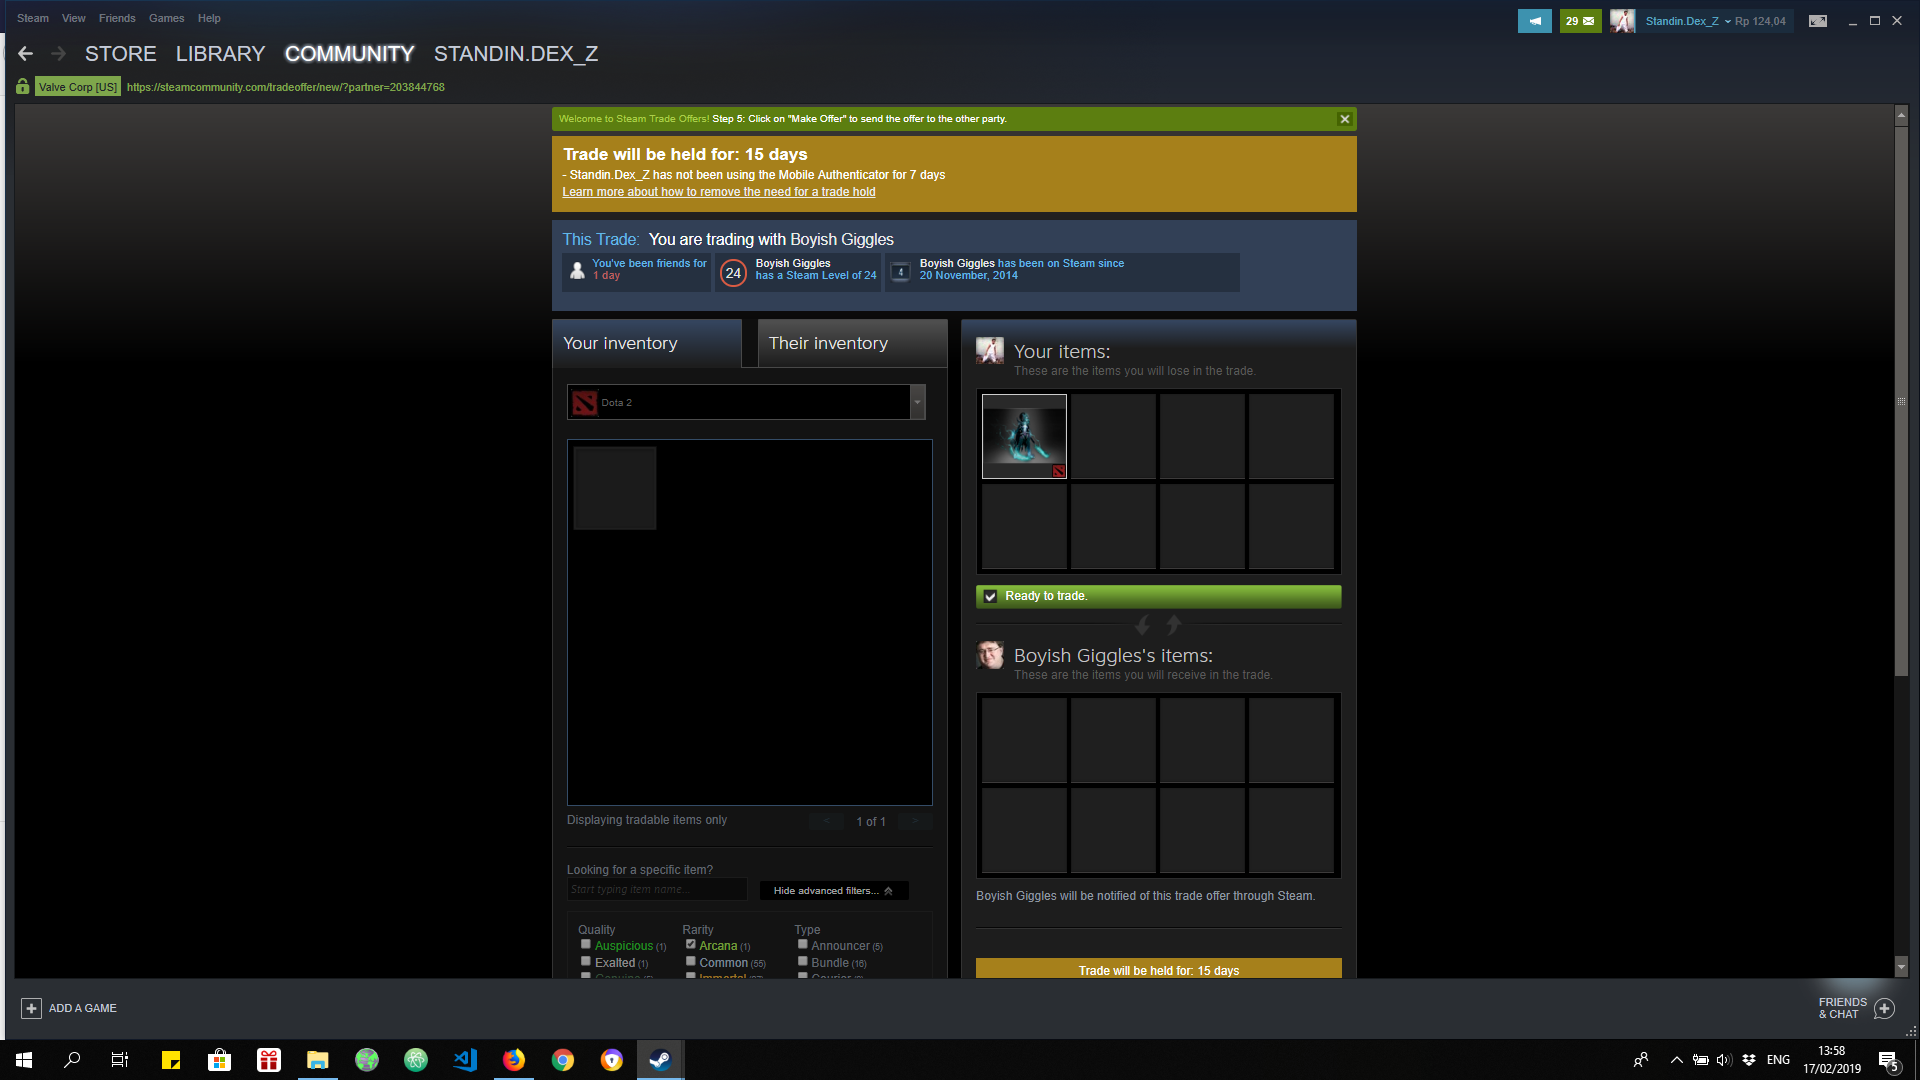 Steam View Friends Games Help
29
Standin.Dex_Z Rp 124,04
STORE LIBRARY COMMUNITY STANDIN.DEX_Z
Valve Corp [US] https://steamcommunity.com/tradeoffer/new/?partner=203844768
Welcome to Steam Trade Offers! Step 5: Click on "Make Offer" to send the offer to the other party.
Trade will be held for: 15 days
- Standin.Dex_Z has not been using the Mobile Authenticator for 7 days
Learn more about how to remove the need for a trade hold
This Trade: You are trading with Boyish Giggles
You've been friends for
1 day
24
Boyish Giggles
has a Steam Level of 24
4
Boyish Giggles has been on Steam since
20 November, 2014
Your inventory
Their inventory
Dota 2
Displaying tradable items only
< 1 of 1 >
Looking for a specific item?
Start typing item name...
Hide advanced filters...
Quality
Auspicious (1)
Exalted (1)
Rarity
Arcana (1)
Common (55)
Immortal
Type
Announcer (5)
Bundle (16)
Courier
Your items:
These are the items you will lose in the trade.
Ready to trade.
Boyish Giggles's items:
These are the items you will receive in the trade.
Boyish Giggles will be notified of this trade offer through Steam.
Trade will be held for: 15 days
ADD A GAME
FRIENDS
& CHAT
ENG
13:58
17/02/2019
5